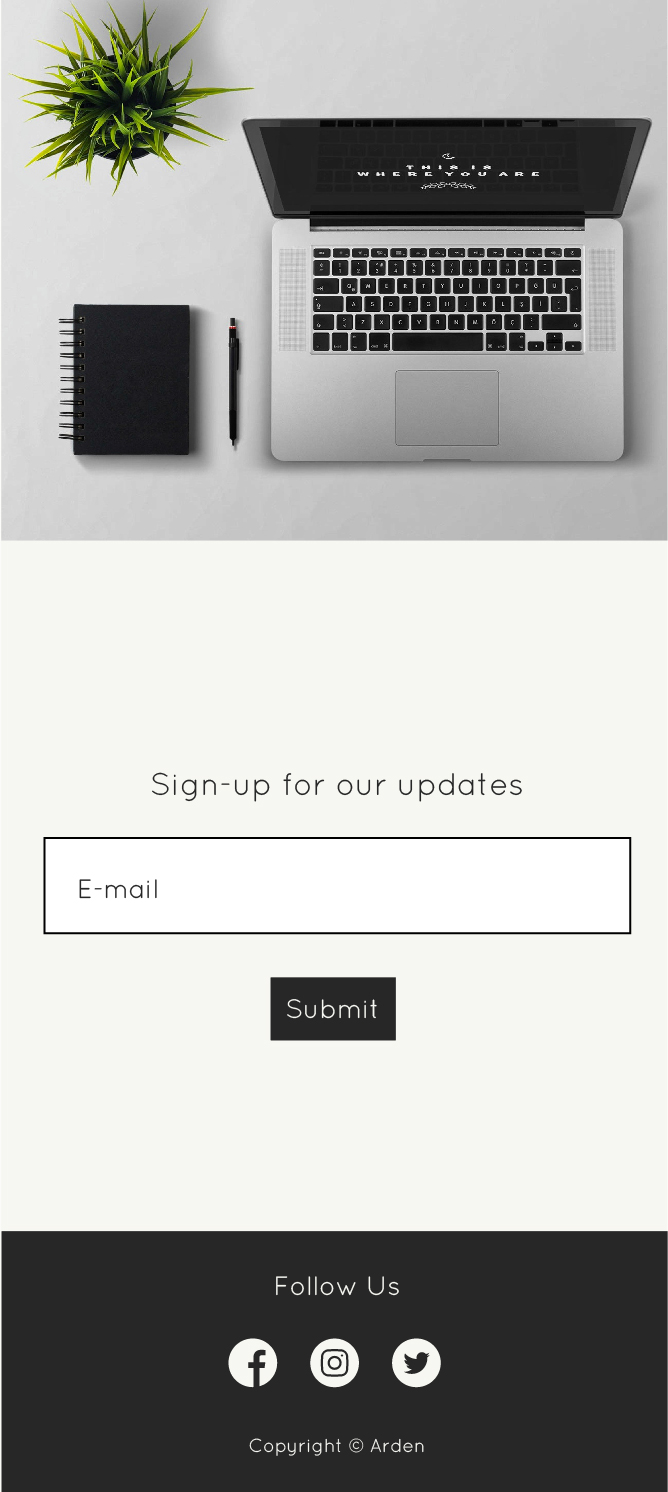 THIS IS
WHERE YOU ARE
Sign-up for our updates
E-mail
Submit
Follow Us
Copyright © Arden